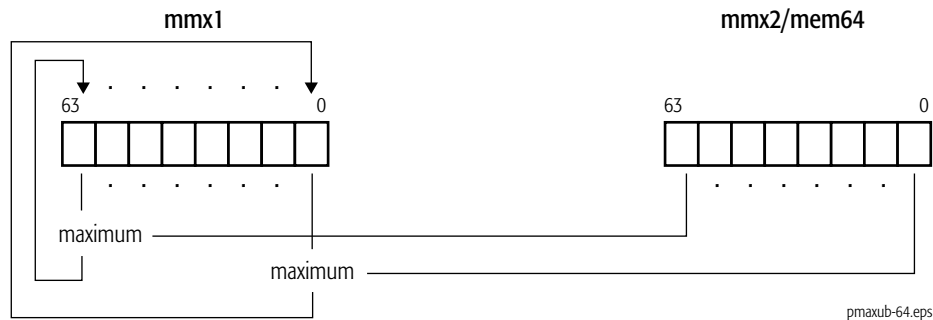 mmx1 mmx2/mem64
. . . . . .
63 0 63 0
. . . . . . . . . . . .
maximum
maximum
pmaxub-64.eps